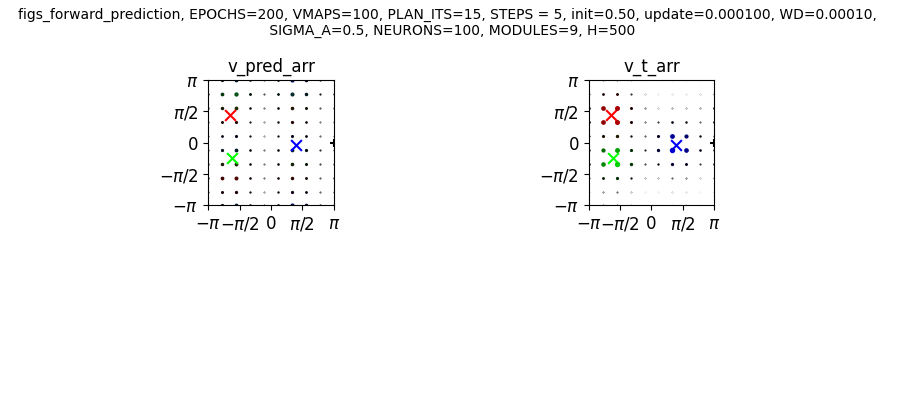 figs_forward_prediction, EPOCHS=200, VMAPS=100, PLAN_ITS=15, STEPS = 5, init=0.50, update=0.000100, WD=0.00010,
SIGMA_A=0.5, NEURONS=100, MODULES=9, H=500
v_pred_arr
π
π/2
0
−π/2
−π
−π −π/2 0 π/2 π
v_t_arr
π
π/2
0
−π/2
−π
−π −π/2 0 π/2 π